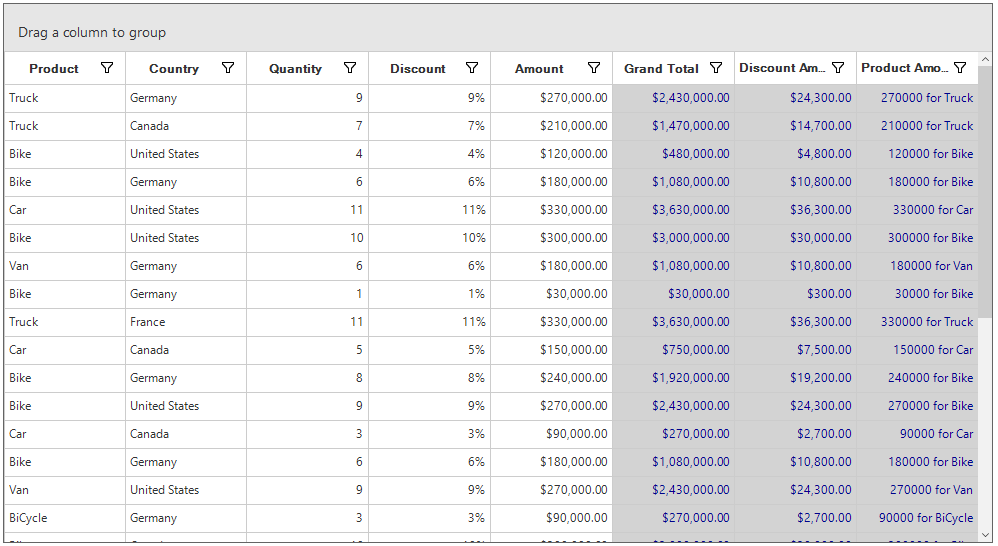 Drag a column to group
Product Country Quantity Discount Amount Grand Total Discount Am... Product Amo...
Truck Germany 9 9% $270,000.00 $2,430,000.00 $24,300.00 270000 for Truck
Truck Canada 7 7% $210,000.00 $1,470,000.00 $14,700.00 210000 for Truck
Bike United States 4 4% $120,000.00 $480,000.00 $4,800.00 120000 for Bike
Bike Germany 6 6% $180,000.00 $1,080,000.00 $10,800.00 180000 for Bike
Car United States 11 11% $330,000.00 $3,630,000.00 $36,300.00 330000 for Car
Bike United States 10 10% $300,000.00 $3,000,000.00 $30,000.00 300000 for Bike
Van Germany 6 6% $180,000.00 $1,080,000.00 $10,800.00 180000 for Van
Bike Germany 1 1% $30,000.00 $30,000.00 $300.00 30000 for Bike
Truck France 11 11% $330,000.00 $3,630,000.00 $36,300.00 330000 for Truck
Car Canada 5 5% $150,000.00 $750,000.00 $7,500.00 150000 for Car
Bike Germany 8 8% $240,000.00 $1,920,000.00 $19,200.00 240000 for Bike
Bike United States 9 9% $270,000.00 $2,430,000.00 $24,300.00 270000 for Bike
Car Canada 3 3% $90,000.00 $270,000.00 $2,700.00 90000 for Car
Bike Germany 6 6% $180,000.00 $1,080,000.00 $10,800.00 180000 for Bike
Van United States 9 9% $270,000.00 $2,430,000.00 $24,300.00 270000 for Van
BiCycle Germany 3 3% $90,000.00 $270,000.00 $2,700.00 90000 for BiCycle